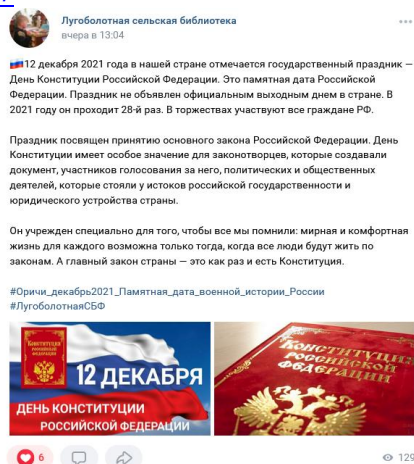 Лугоболотная сельская библиотека
вчера в 13:04
12 декабря 2021 года в нашей стране отмечается государственный праздник –
День Конституции Российской Федерации. Это памятная дата Российской
Федерации. Праздник не объявлен официальным выходным днем в стране. В
2021 году он проходит 28-й раз. В торжествах участвуют все граждане РФ.
Праздник посвящен принятию основного закона Российской Федерации. День
Конституции имеет особое значение для законотворцев, которые создавали
документ, участников голосования за него, политических и общественных
деятелей, которые стояли у истоков российской государственности и
юридического устройства страны.
Он учрежден специально для того, чтобы все мы помнили: мирная и комфортная
жизнь для каждого возможна только тогда, когда все люди будут жить по
законам. А главный закон страны — это как раз и есть Конституция.
#Оричи_декабрь2021_Памятная_дата_военной_истории_России
#ЛугоболотнаяСБФ
КОНСТИТУЦИЯ
РОССИЙСКОЙ
ФЕДЕРАЦИИ
12 ДЕКАБРЯ
ДЕНЬ КОНСТИТУЦИИ
РОССИЙСКОЙ ФЕДЕРАЦИИ
КОНСТИТУЦИЯ
РОССИЙСКОЙ
ФЕДЕРАЦИИ
6
129